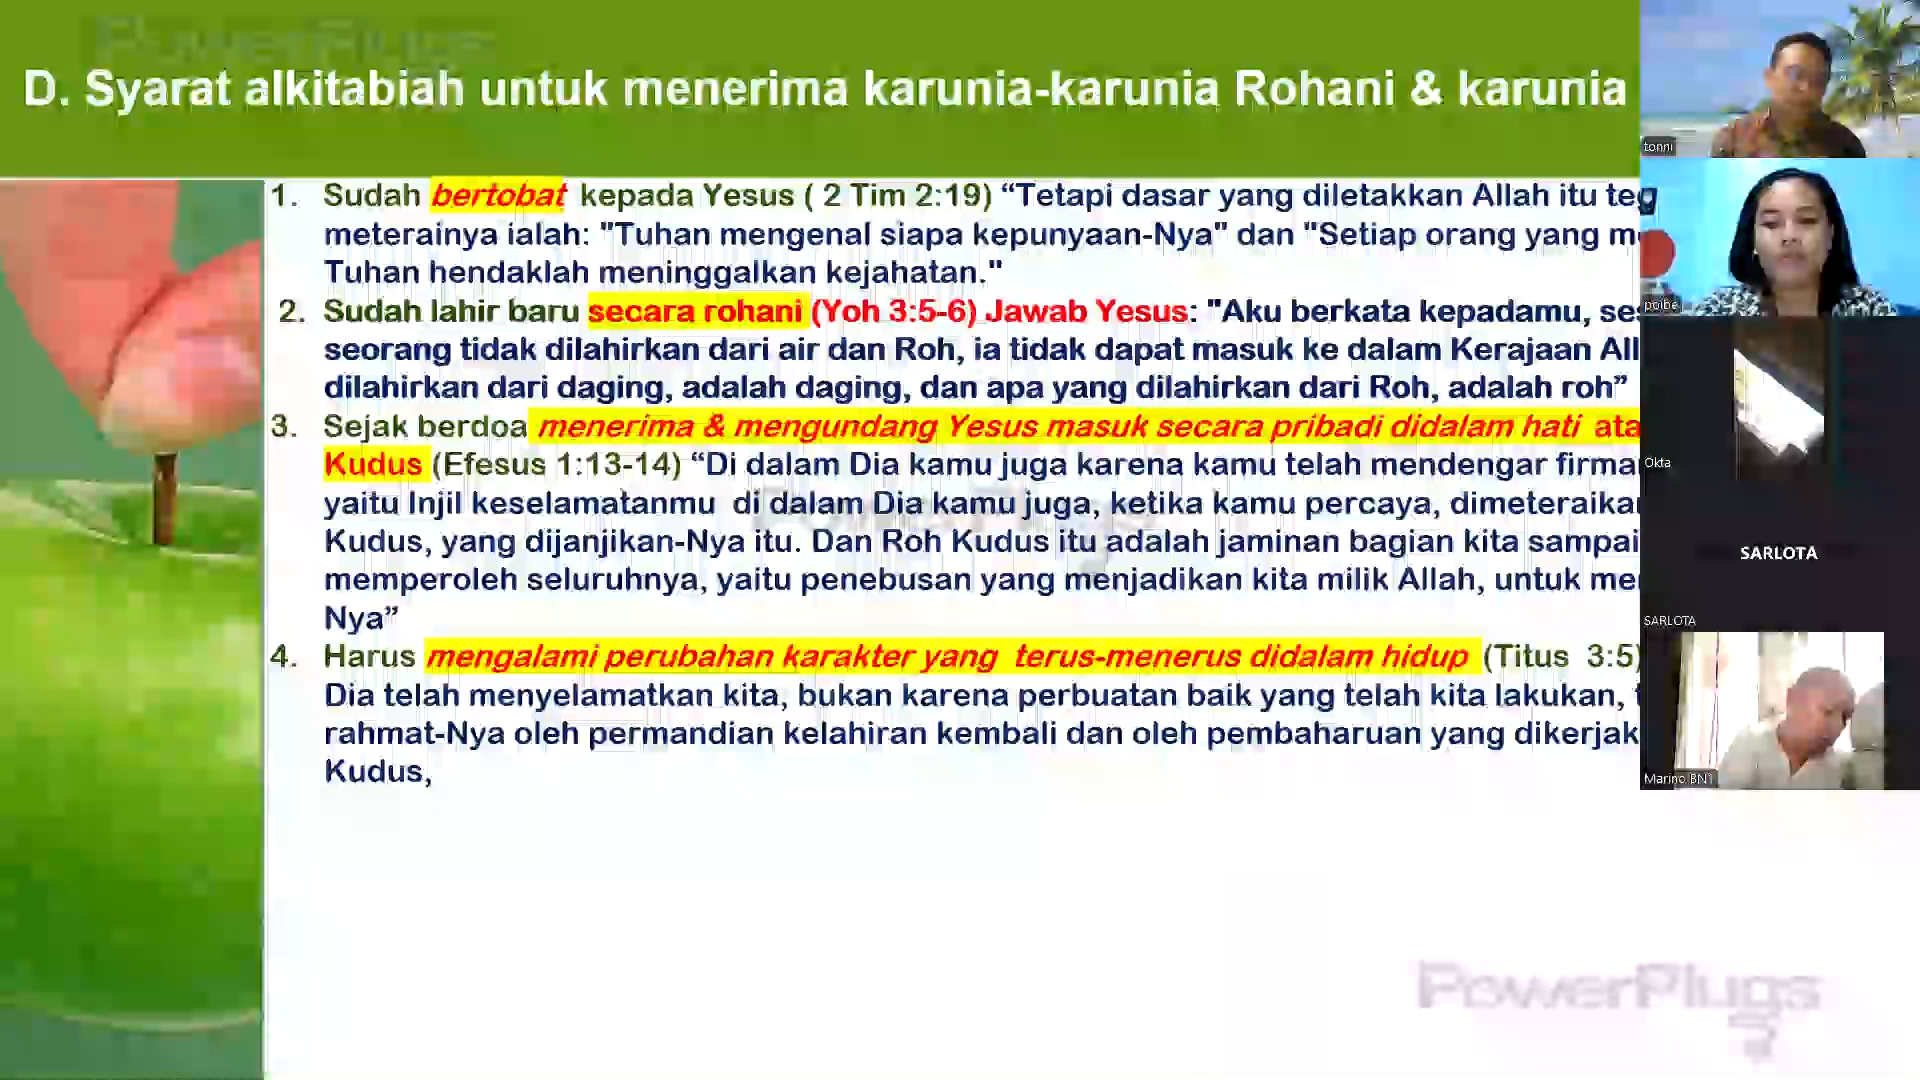 PowerPlugs
D. Syarat alkitabiah untuk menerima karunia-karunia Rohani & karunia
1. Sudah bertobat kepada Yesus ( 2 Tim 2:19) “Tetapi dasar yang diletakkan Allah itu
meterainya ialah: "Tuhan mengenal siapa kepunyaan-Nya" dan "Setiap orang yang
Tuhan hendaklah meninggalkan kejahatan."
2. Sudah lahir baru secara rohani (Yoh 3:5-6) Jawab Yesus: "Aku berkata kepadamu,
seorang tidak dilahirkan dari air dan Roh, ia tidak dapat masuk ke dalam Kerajaan
dilahirkan dari daging, adalah daging, dan apa yang dilahirkan dari Roh, adalah roh”
3. Sejak berdoa menerima & mengundang Yesus masuk secara pribadi didalam hati
Kudus (Efesus 1:13-14) “Di dalam Dia kamu juga karena kamu telah mendengar
yaitu Injil keselamatanmu di dalam Dia kamu juga, ketika kamu percaya,
Kudus, yang dijanjikan-Nya itu. Dan Roh Kudus itu adalah jaminan bagian kita sampai
memperoleh seluruhnya, yaitu penebusan yang menjadikan kita milik Allah, untuk
Nya”
4. Harus mengalami perubahan karakter yang terus-menerus didalam hidup (Titus 3:5)
Dia telah menyelamatkan kita, bukan karena perbuatan baik yang telah kita lakukan,
rahmat-Nya oleh permandian kelahiran kembali dan oleh pembaharuan yang
Kudus,
PowerPlugs
PowerPlugs
tonni
polbe
Okta
SARLOTA
SARLOTA
Marino BN1